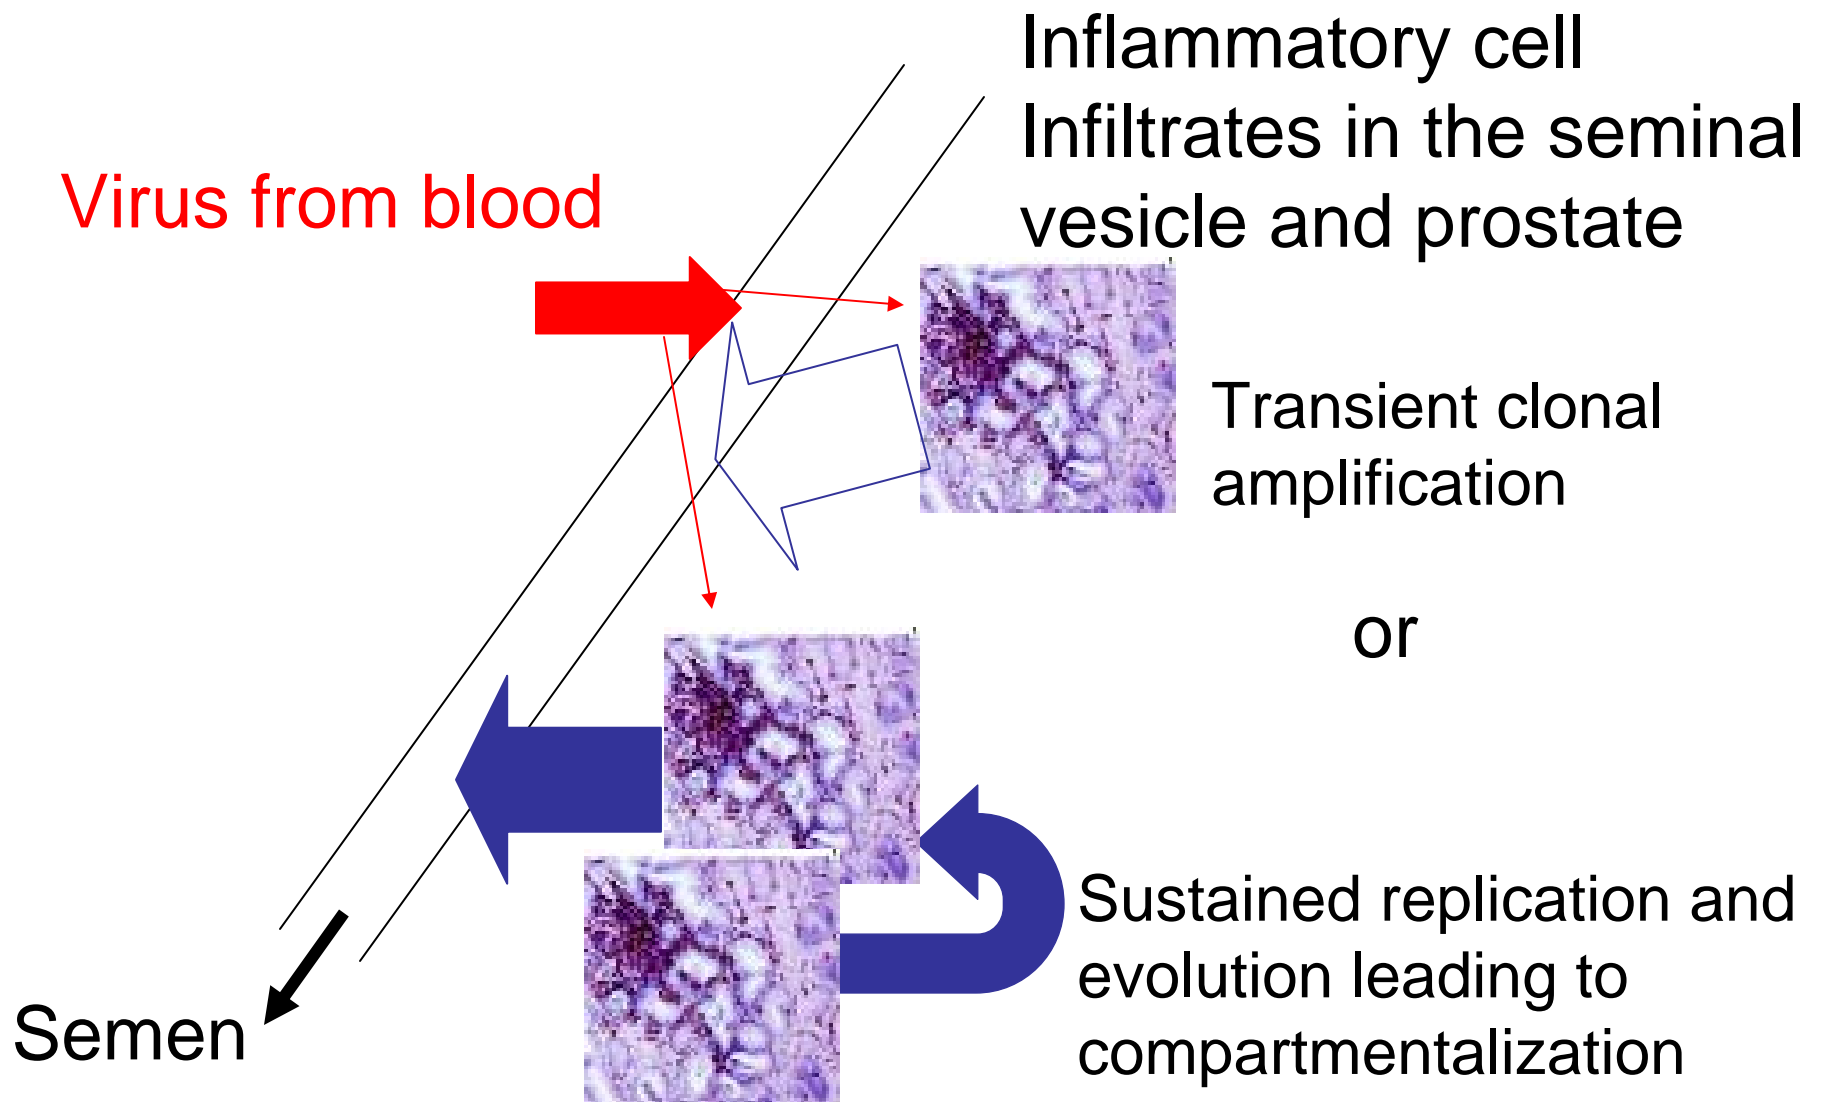 Inflammatory cell
Infiltrates in the seminal
vesicle and prostate
Virus from blood
Transient clonal
amplification
or
Sustained replication and
evolution leading to
compartmentalization
Semen